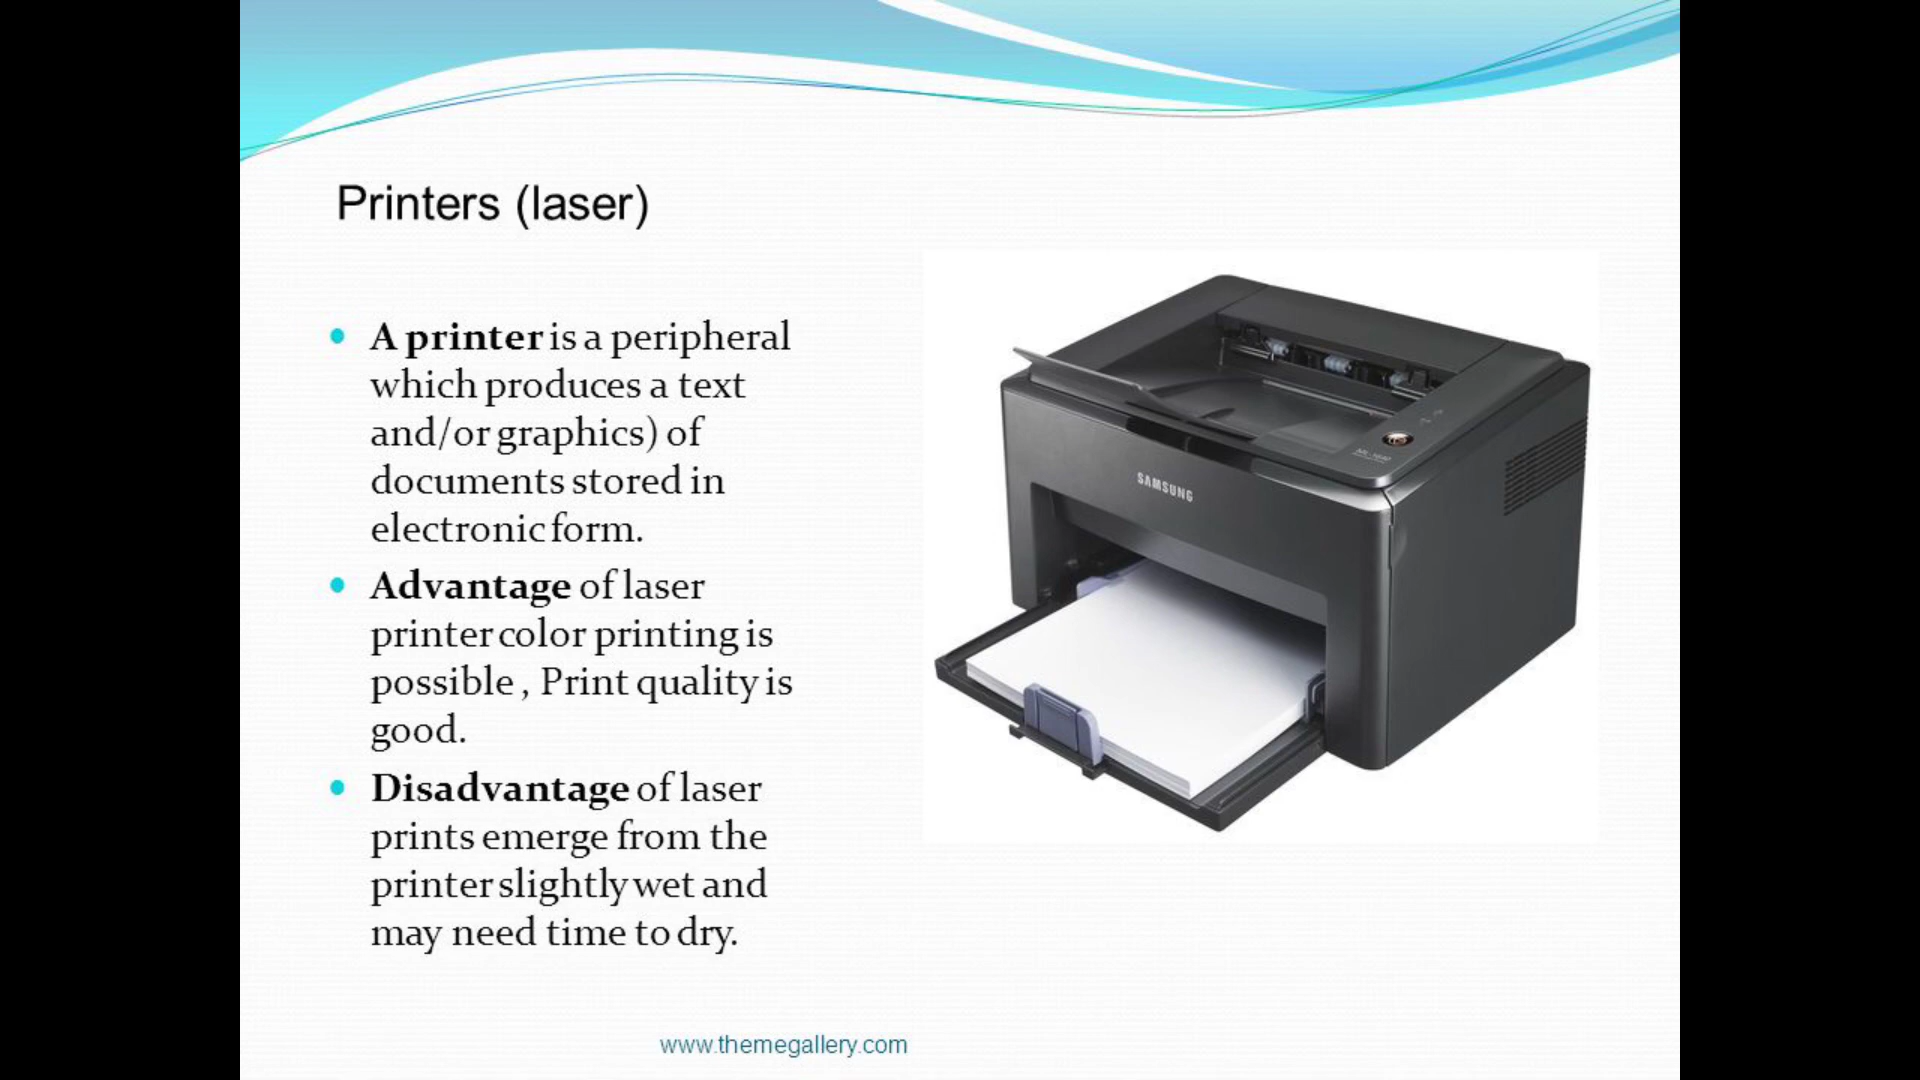 Printers (laser)
A printer is a peripheral
which produces a text
and/or graphics) of
documents stored in
electronic form.
Advantage of laser
printer color printing is
possible , Print quality is
good.
Disadvantage of laser
prints emerge from the
printer slightly wet and
may need time to dry.
SAMSUNG
www.themegallery.com